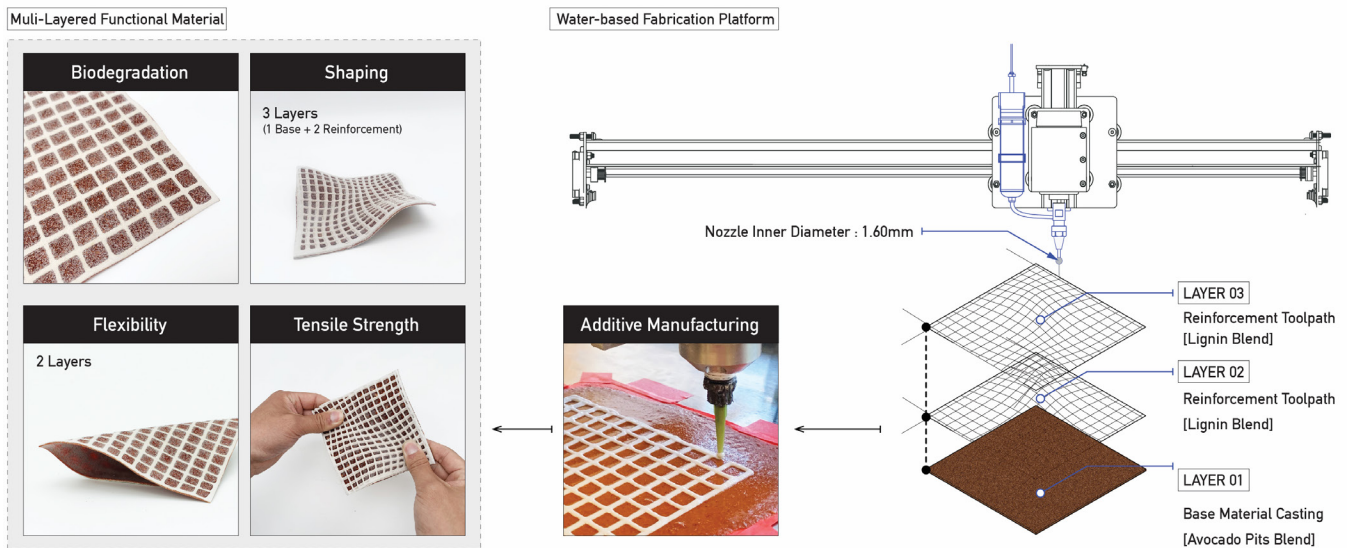 Muli-Layered Functional Material
Water-based Fabrication Platform
Biodegradation
Shaping
3 Layers
(1 Base + 2 Reinforcement)
Flexibility
2 Layers
Tensile Strength
Additive Manufacturing
Nozzle Inner Diameter : 1.60mm
LAYER 03
Reinforcement Toolpath
[Lignin Blend]
LAYER 02
Reinforcement Toolpath
[Lignin Blend]
LAYER 01
Base Material Casting
[Avocado Pits Blend]